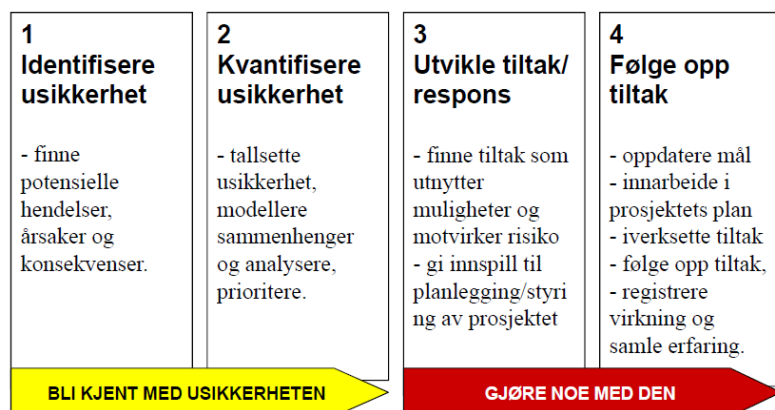 1
Identifisere
usikkerhet
- finne
potensielle
hendelser,
årsaker og
konsekvenser.
2
Kvantifisere
usikkerhet
- tallsette
usikkerhet,
modellere
sammenhenger
og analysere,
prioritere.
3
Utvikle tiltak/
respons
- finne tiltak som
utnytter
muligheter og
motvirker risiko
- gi innspill til
planlegging/styri
ng av prosjektet
4
Følge opp
tiltak
- oppdatere mål
- innarbeide i
prosjektets plan
- iverksette tiltak
- følge opp tiltak,
- registrere
virkning og
samle erfaring.
BLI KJENT MED USIKKERHETEN
GJØRE NOE MED DEN